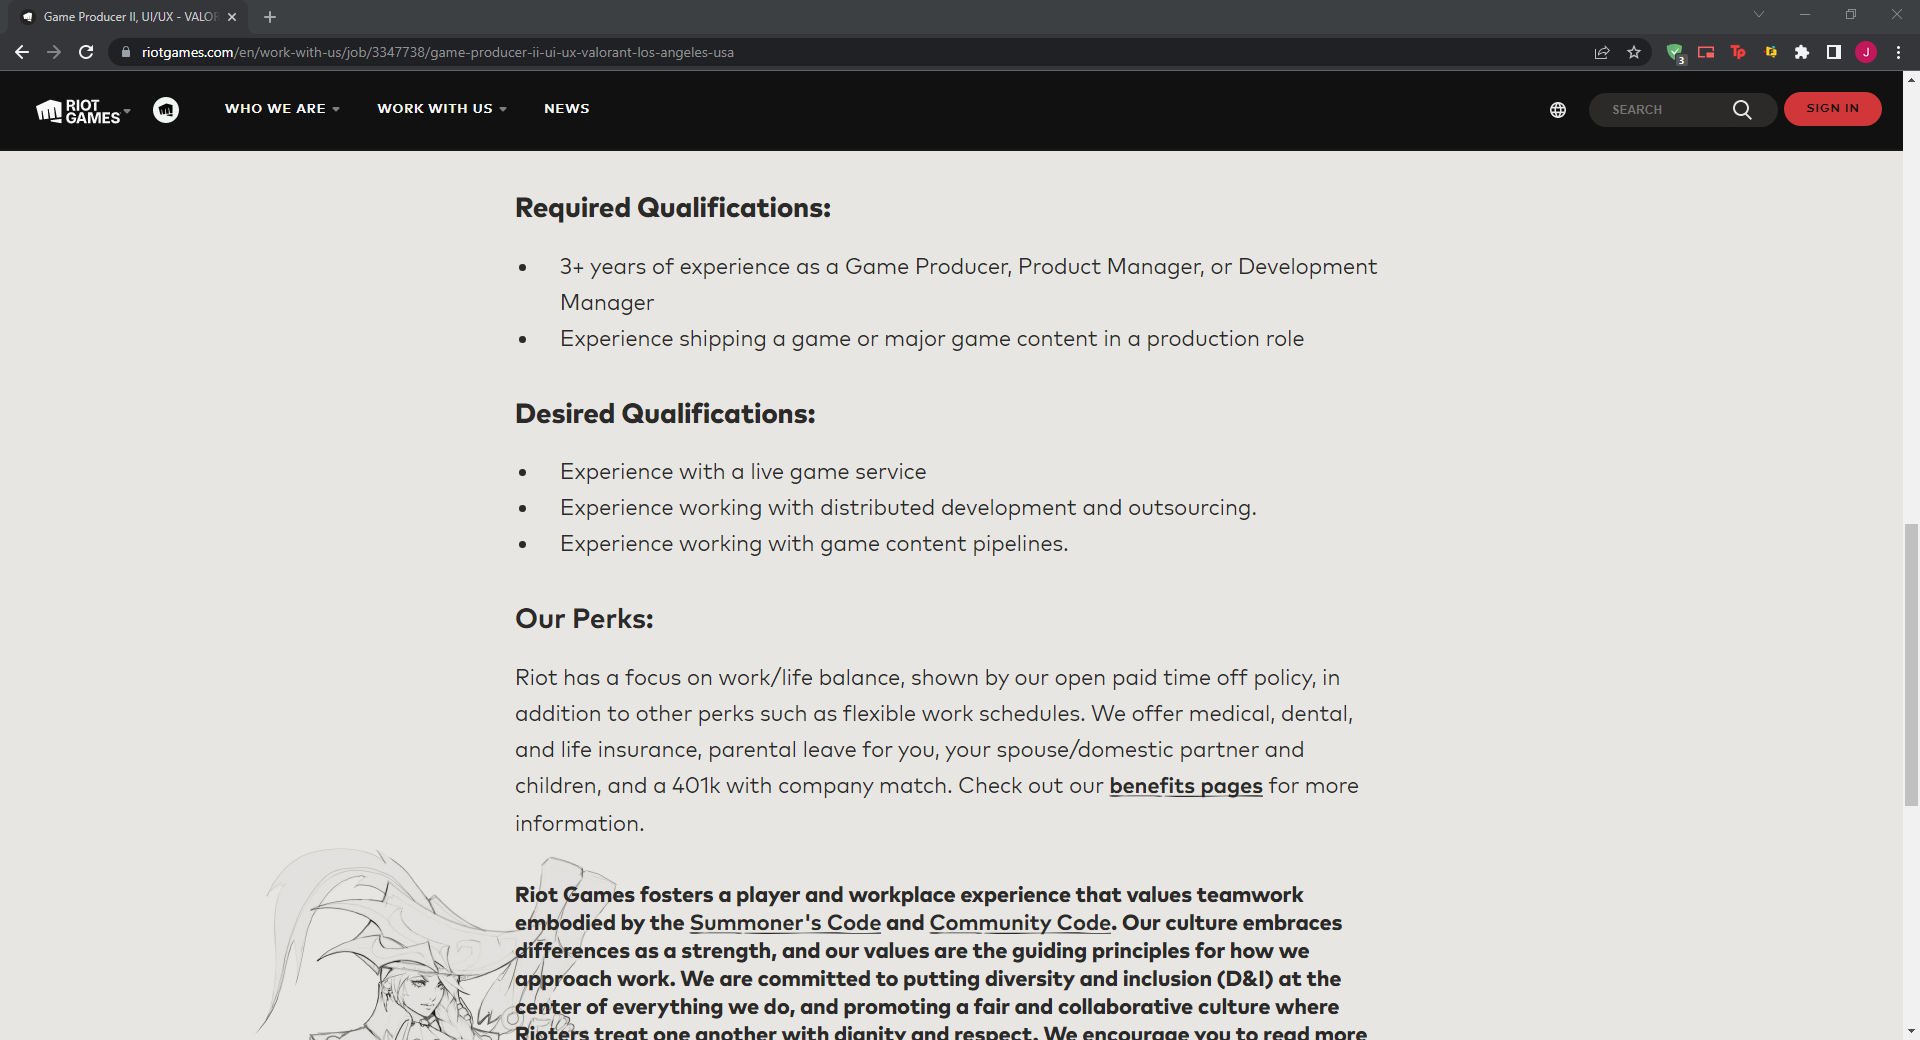 Game Producer II, UI/UX - VALOR
riotgames.com/en/work-with-us/job/3347738/game-producer-ii-ui-ux-valorant-los-angeles-usa
3
Tp
J
RIOT
GAMES
WHO WE ARE
WORK WITH US
NEWS
SEARCH
SIGN IN
Required Qualifications:
• 3+ years of experience as a Game Producer, Product Manager, or Development
Manager
• Experience shipping a game or major game content in a production role
Desired Qualifications:
• Experience with a live game service
• Experience working with distributed development and outsourcing.
• Experience working with game content pipelines.
Our Perks:
Riot has a focus on work/life balance, shown by our open paid time off policy, in
addition to other perks such as flexible work schedules. We offer medical, dental,
and life insurance, parental leave for you, your spouse/domestic partner and
children, and a 401k with company match. Check out our benefits pages for more
information.
Riot Games fosters a player and workplace experience that values teamwork
embodied by the Summoner's Code and Community Code. Our culture embraces
differences as a strength, and our values are the guiding principles for how we
approach work. We are committed to putting diversity and inclusion (D&I) at the
center of everything we do, and promoting a fair and collaborative culture where
Rioters treat one another with dignity and respect. We encourage you to read more